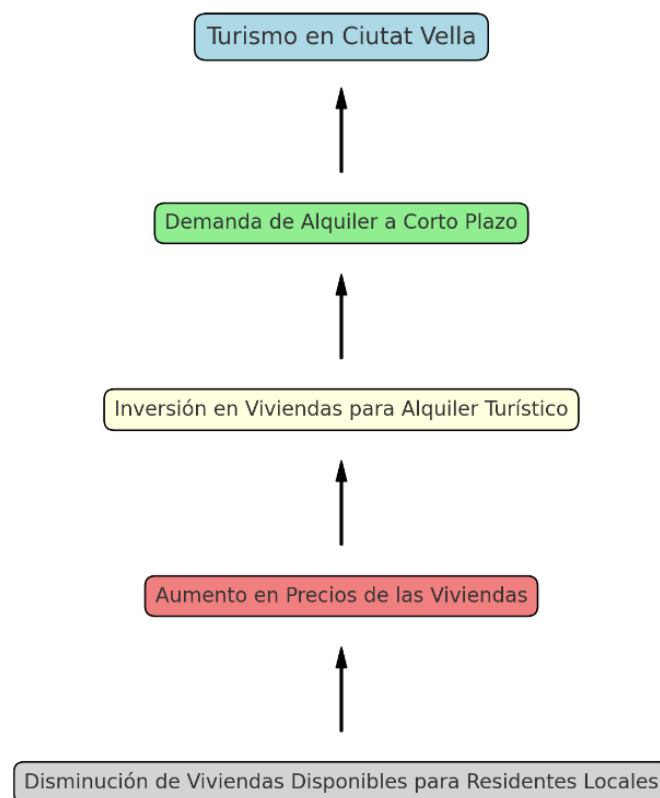 Turismo en Ciutat Vella
Demanda de Alquiler a Corto Plazo
Inversión en Viviendas para Alquiler Turístico
Aumento en Precios de las Viviendas
Disminución de Viviendas Disponibles para Residentes Locales